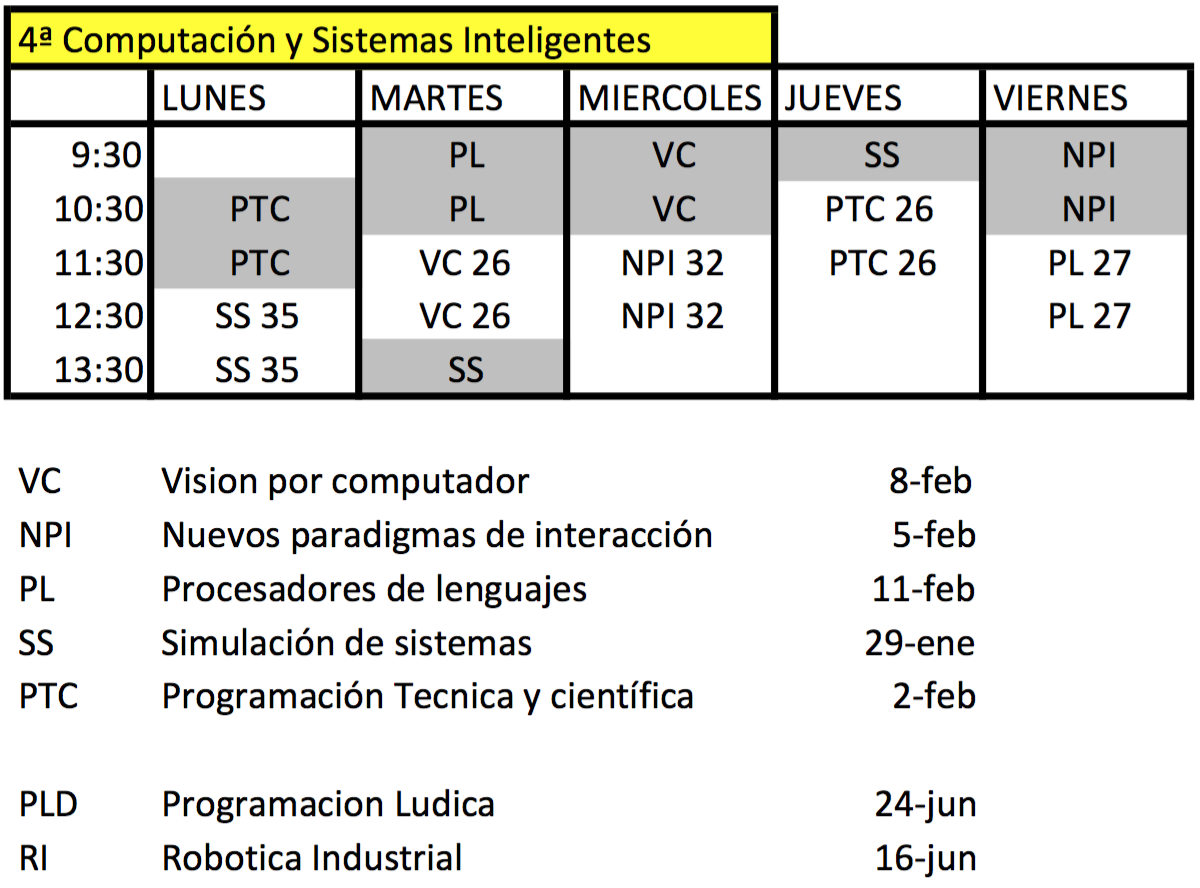 4ª Computación y Sistemas Inteligentes
LUNES MARTES MIERCOLES JUEVES VIERNES
9:30 PL VC SS NPI
10:30 PTC PL VC PTC 26 NPI
11:30 PTC VC 26 NPI 32 PTC 26 PL 27
12:30 SS 35 VC 26 NPI 32 PL 27
13:30 SS 35 SS
VC Vision por computador 8-feb
NPI Nuevos paradigmas de interacción 5-feb
PL Procesadores de lenguajes 11-feb
SS Simulación de sistemas 29-ene
PTC Programación Tecnica y científica 2-feb
PLD Programacion Ludica 24-jun
RI Robotica Industrial 16-jun